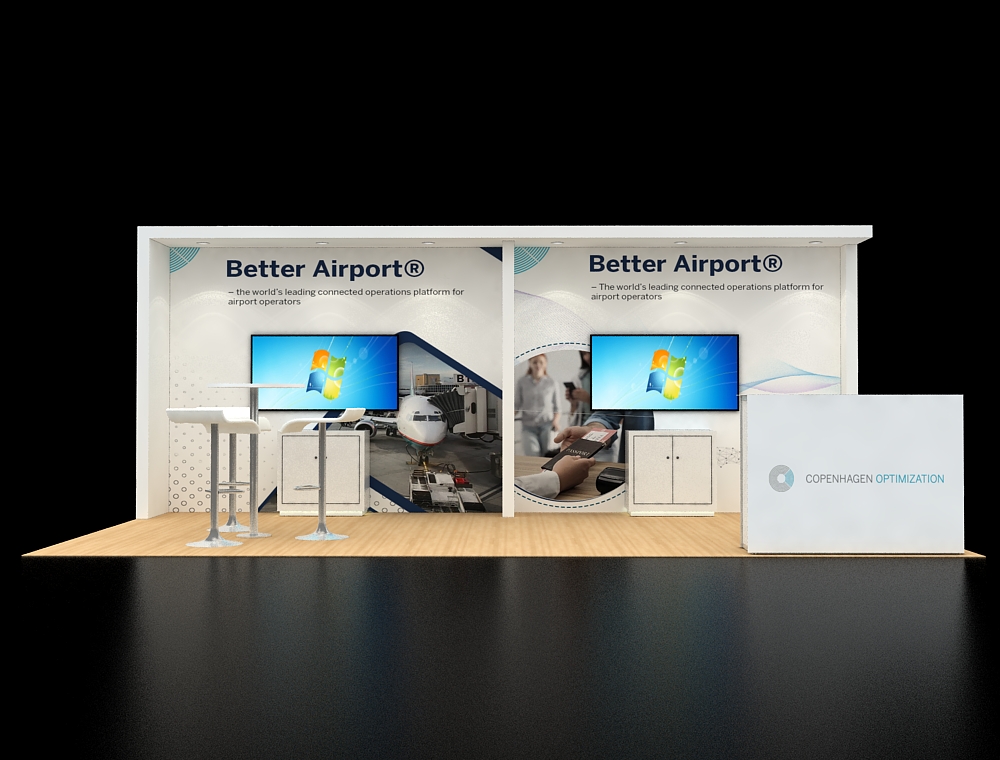 Better Airport®
– the world's leading connected operations platform for
airport operators
Better Airport®
– The world's leading connected operations platform for
airport operators
PASSPORT
COPENHAGEN OPTIMIZATION